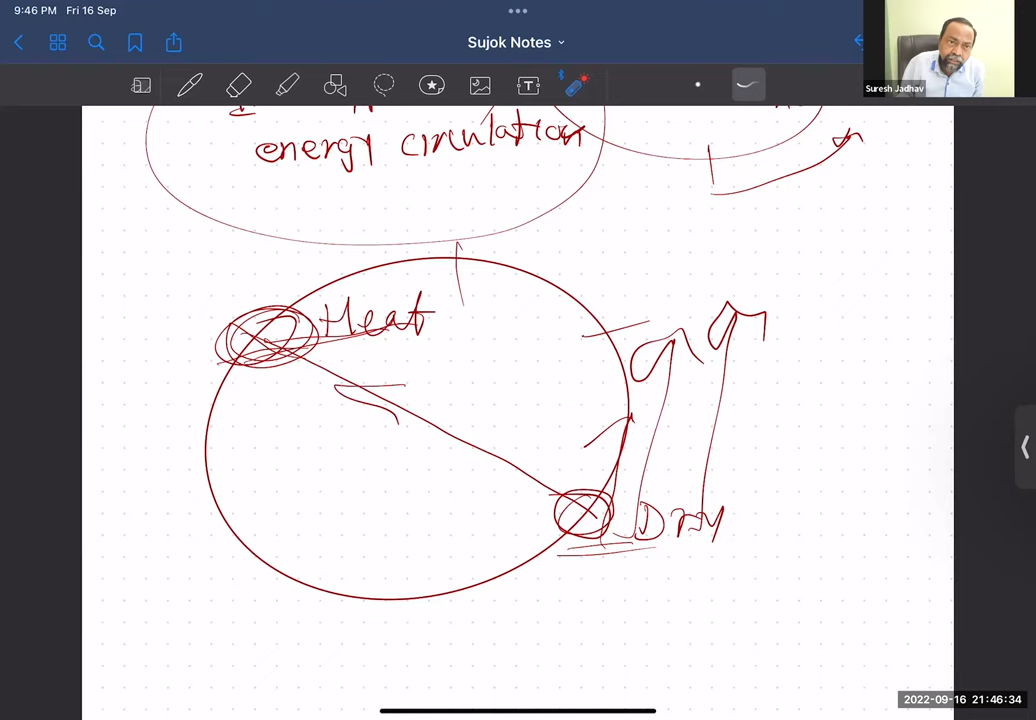 9:46 PM Fri 16 Sep
Sujok Notes
Suresh Jadhav
energy circulation
Heat
Dry
2022-09-16 21:46:34